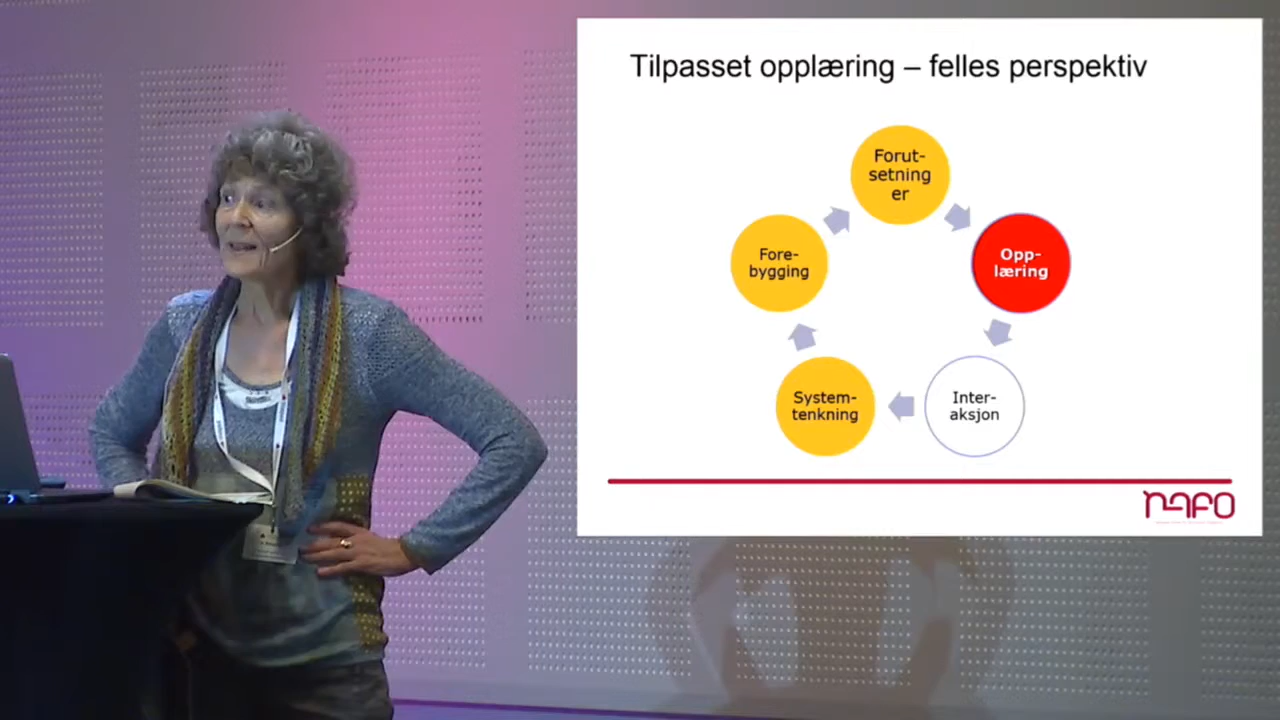 Tilpasset opplæring – felles perspektiv
Forut-
setning
er
Opp-
læring
Inter-
aksjon
System-
tenkning
Fore-
bygging
NAFO